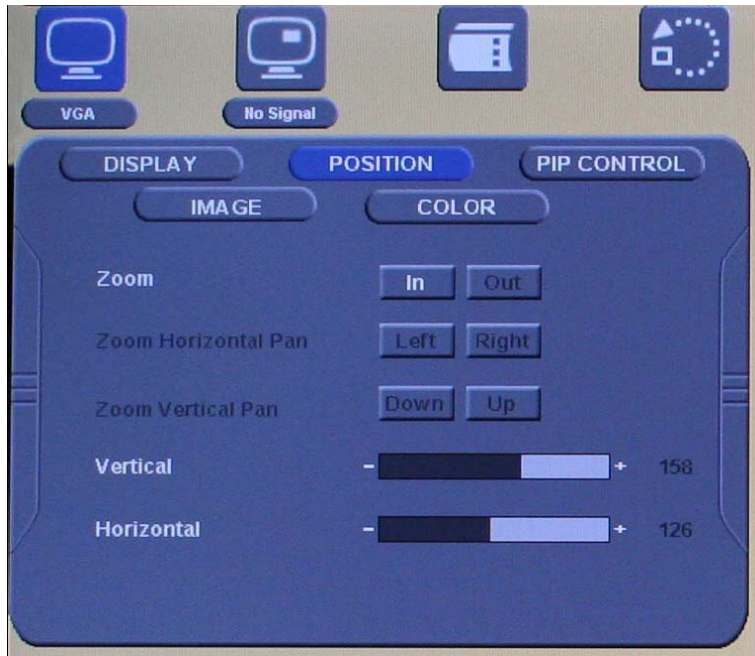 VGA No Signal
DISPLAY POSITION PIP CONTROL
IMAGE COLOR
Zoom In Out
Zoom Horizontal Pan Left Right
Zoom Vertical Pan Down Up
Vertical - + 158
Horizontal - + 126